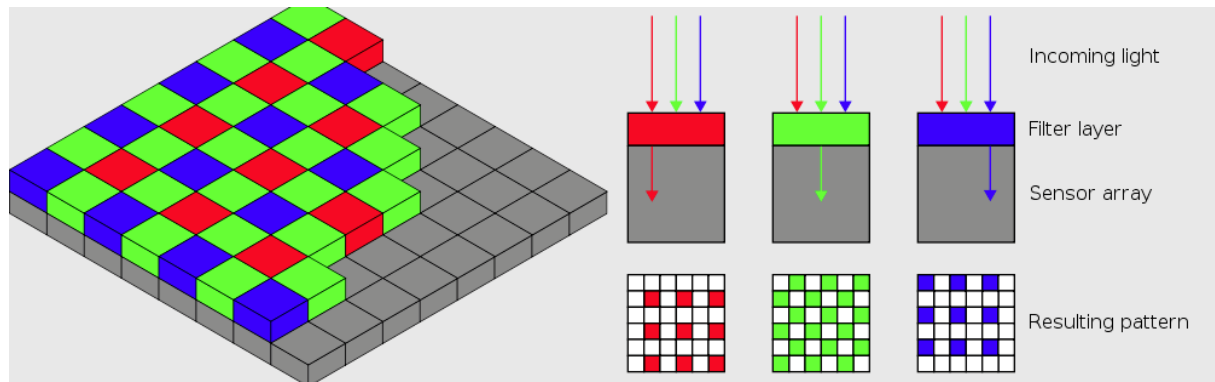 Incoming light
Filter layer
Sensor array
Resulting pattern